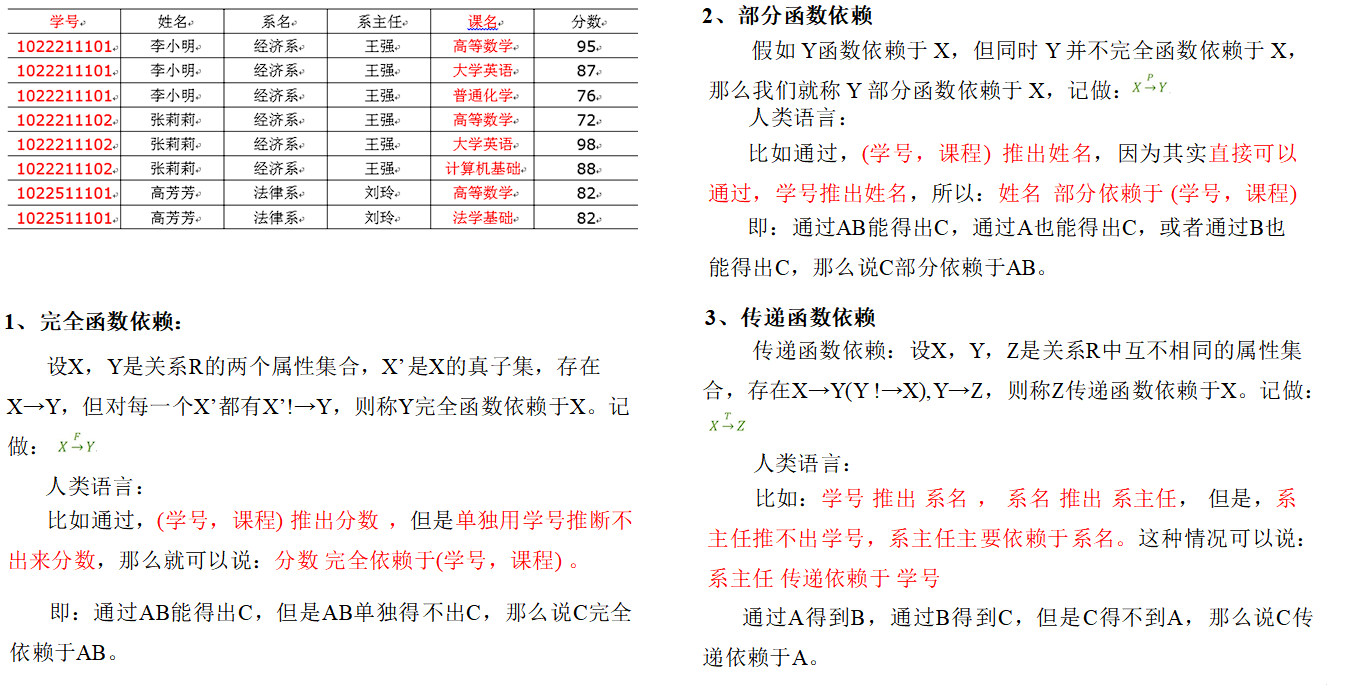 学号 姓名 系名 系主任 课名 分数
1022211101 李小明 经济系 王强 高等数学 95
1022211101 李小明 经济系 王强 大学英语 87
1022211101 李小明 经济系 王强 普通化学 76
1022211102 张莉莉 经济系 王强 高等数学 72
1022211102 张莉莉 经济系 王强 大学英语 98
1022211102 张莉莉 经济系 王强 计算机基础 88
1022511101 高芳芳 法律系 刘玲 高等数学 82
1022511101 高芳芳 法律系 刘玲 法学基础 82
1、完全函数依赖：
设X，Y是关系R的两个属性集合，X’是X的真子集，存在
X→Y，但对每一个X’都有X’!→Y，则称Y完全函数依赖于X。记
做： X F→ Y
人类语言：
比如通过，(学号，课程) 推出分数 ，但是单独用学号推断不
出来分数，那么就可以说：分数 完全依赖于(学号，课程) 。
即：通过AB能得出C，但是AB单独得不出C，那么说C完全
依赖于AB。
2、部分函数依赖
假如 Y函数依赖于 X，但同时 Y 并不完全函数依赖于 X，
那么我们就称 Y 部分函数依赖于 X，记做： X P→ Y
人类语言：
比如通过，(学号，课程) 推出姓名，因为其实直接可以
通过，学号推出姓名，所以：姓名 部分依赖于 (学号，课程)
即：通过AB能得出C，通过A也能得出C，或者通过B也
能得出C，那么说C部分依赖于AB。
3、传递函数依赖
传递函数依赖：设X，Y，Z是关系R中互不相同的属性集
合，存在X→Y(Y !→X),Y→Z，则称Z传递函数依赖于X。记做：
X T→ Z
人类语言：
比如：学号 推出 系名 ， 系名 推出 系主任， 但是，系
主任推不出学号，系主任主要依赖于系名。这种情况可以说：
系主任 传递依赖于 学号
通过A得到B，通过B得到C，但是C得不到A，那么说C传
递依赖于A。